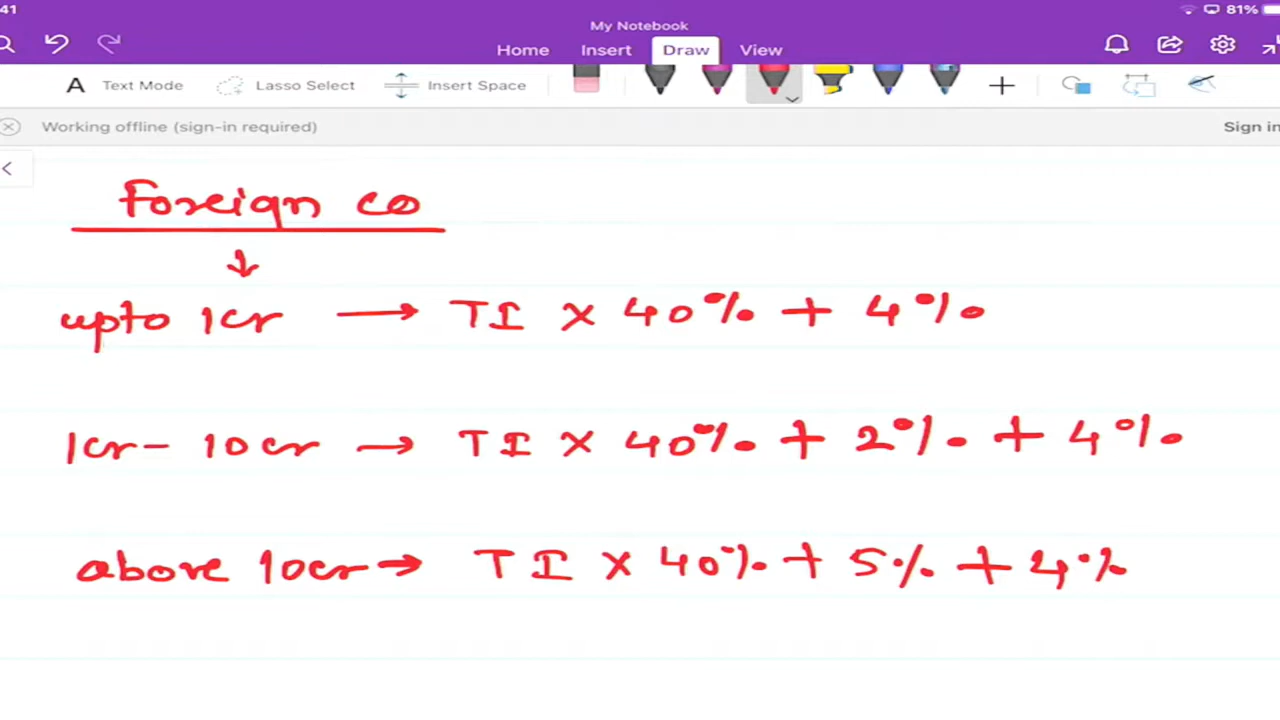 41
81%
My Notebook
Home Insert Draw View
A Text Mode Lasso Select Insert Space
Working offline (sign-in required) Sign in
Foreign co
↓
upto 1cr → TI × 40% + 4%
1cr - 10cr → TI × 40% + 2% + 4%
above 10cr → TI × 40% + 5% + 4%